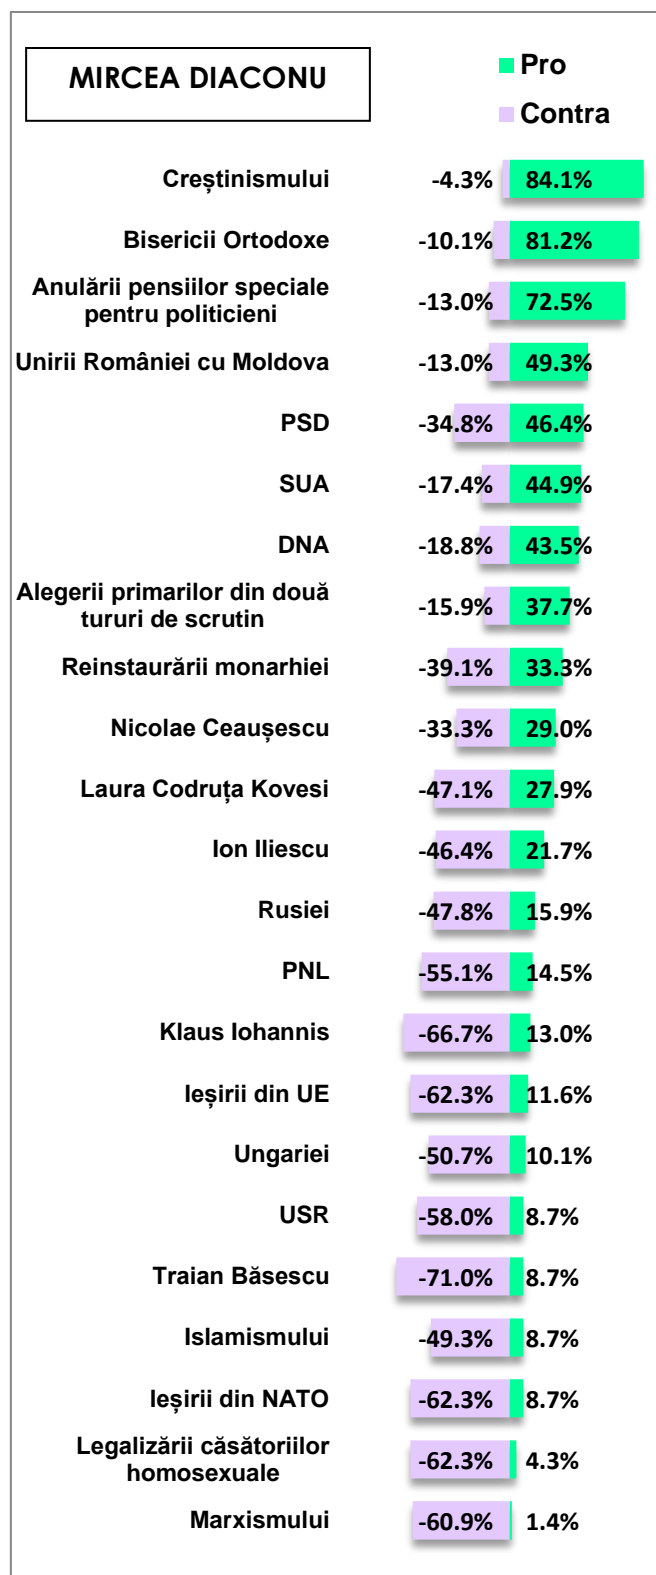 MIRCEA DIACONU
Pro
Contra
Creștinismului -4.3% 84.1%
Bisericii Ortodoxe -10.1% 81.2%
Anulării pensiilor speciale
pentru politicieni -13.0% 72.5%
Unirii României cu Moldova -13.0% 49.3%
PSD -34.8% 46.4%
SUA -17.4% 44.9%
DNA -18.8% 43.5%
Alegerii primarilor din două
tururi de scrutin -15.9% 37.7%
Reinstaurării monarhiei -39.1% 33.3%
Nicolae Ceaușescu -33.3% 29.0%
Laura Codruța Kovesi -47.1% 27.9%
Ion Iliescu -46.4% 21.7%
Rusiei -47.8% 15.9%
PNL -55.1% 14.5%
Klaus Iohannis -66.7% 13.0%
Ieșirii din UE -62.3% 11.6%
Ungariei -50.7% 10.1%
USR -58.0% 8.7%
Traian Băsescu -71.0% 8.7%
Islamismului -49.3% 8.7%
Ieșirii din NATO -62.3% 8.7%
Legalizării căsătoriilor
homosexuale -62.3% 4.3%
Marxismului -60.9% 1.4%